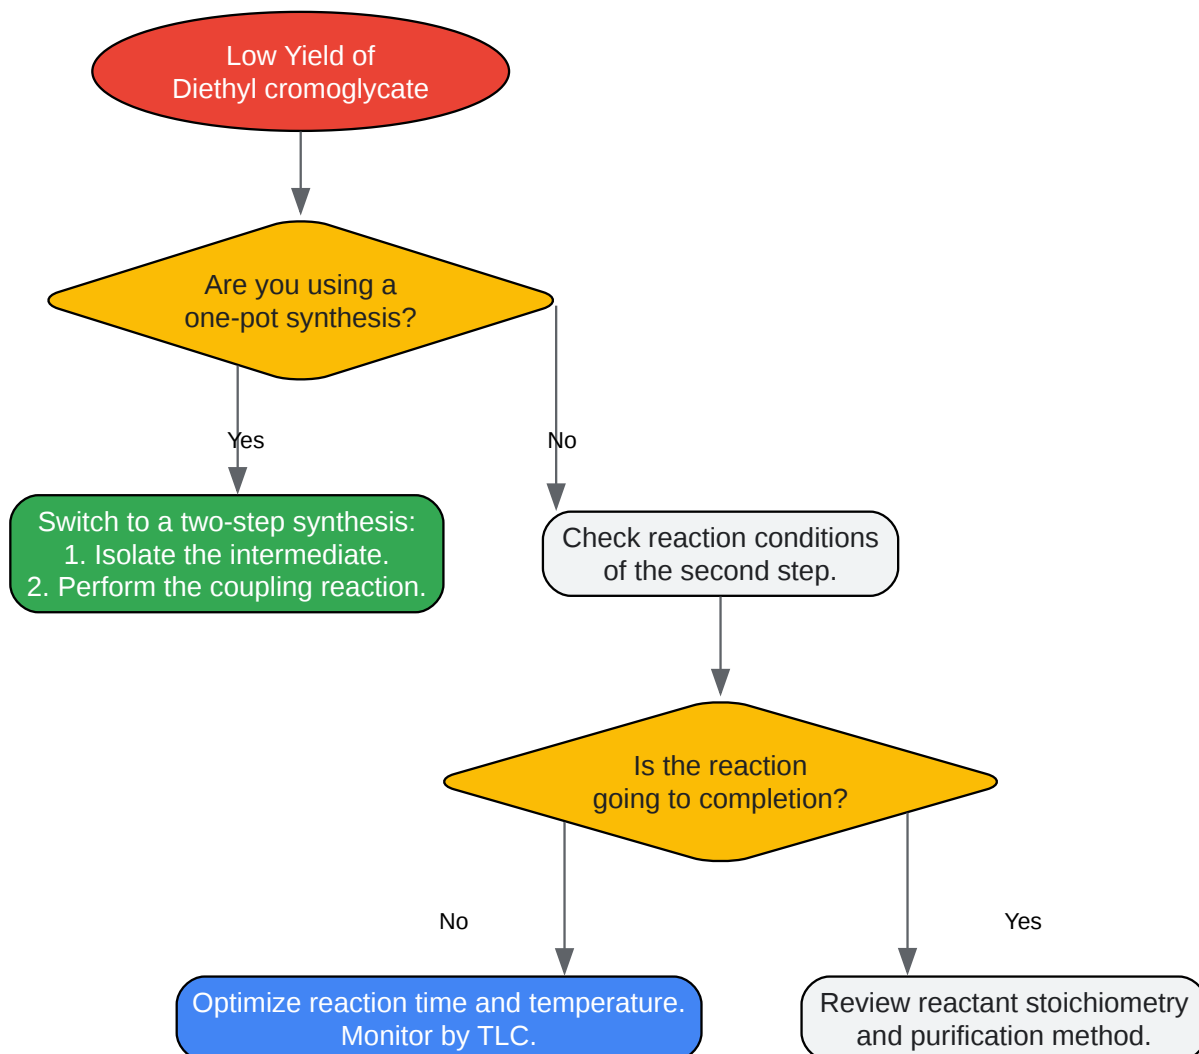 Low Yield of
Diethyl cromoglycate
Are you using a
one-pot synthesis?
Yes
No
Switch to a two-step synthesis:
1. Isolate the intermediate.
2. Perform the coupling reaction.
Check reaction conditions
of the second step.
Is the reaction
going to completion?
No
Yes
Optimize reaction time and temperature.
Monitor by TLC.
Review reactant stoichiometry
and purification method.